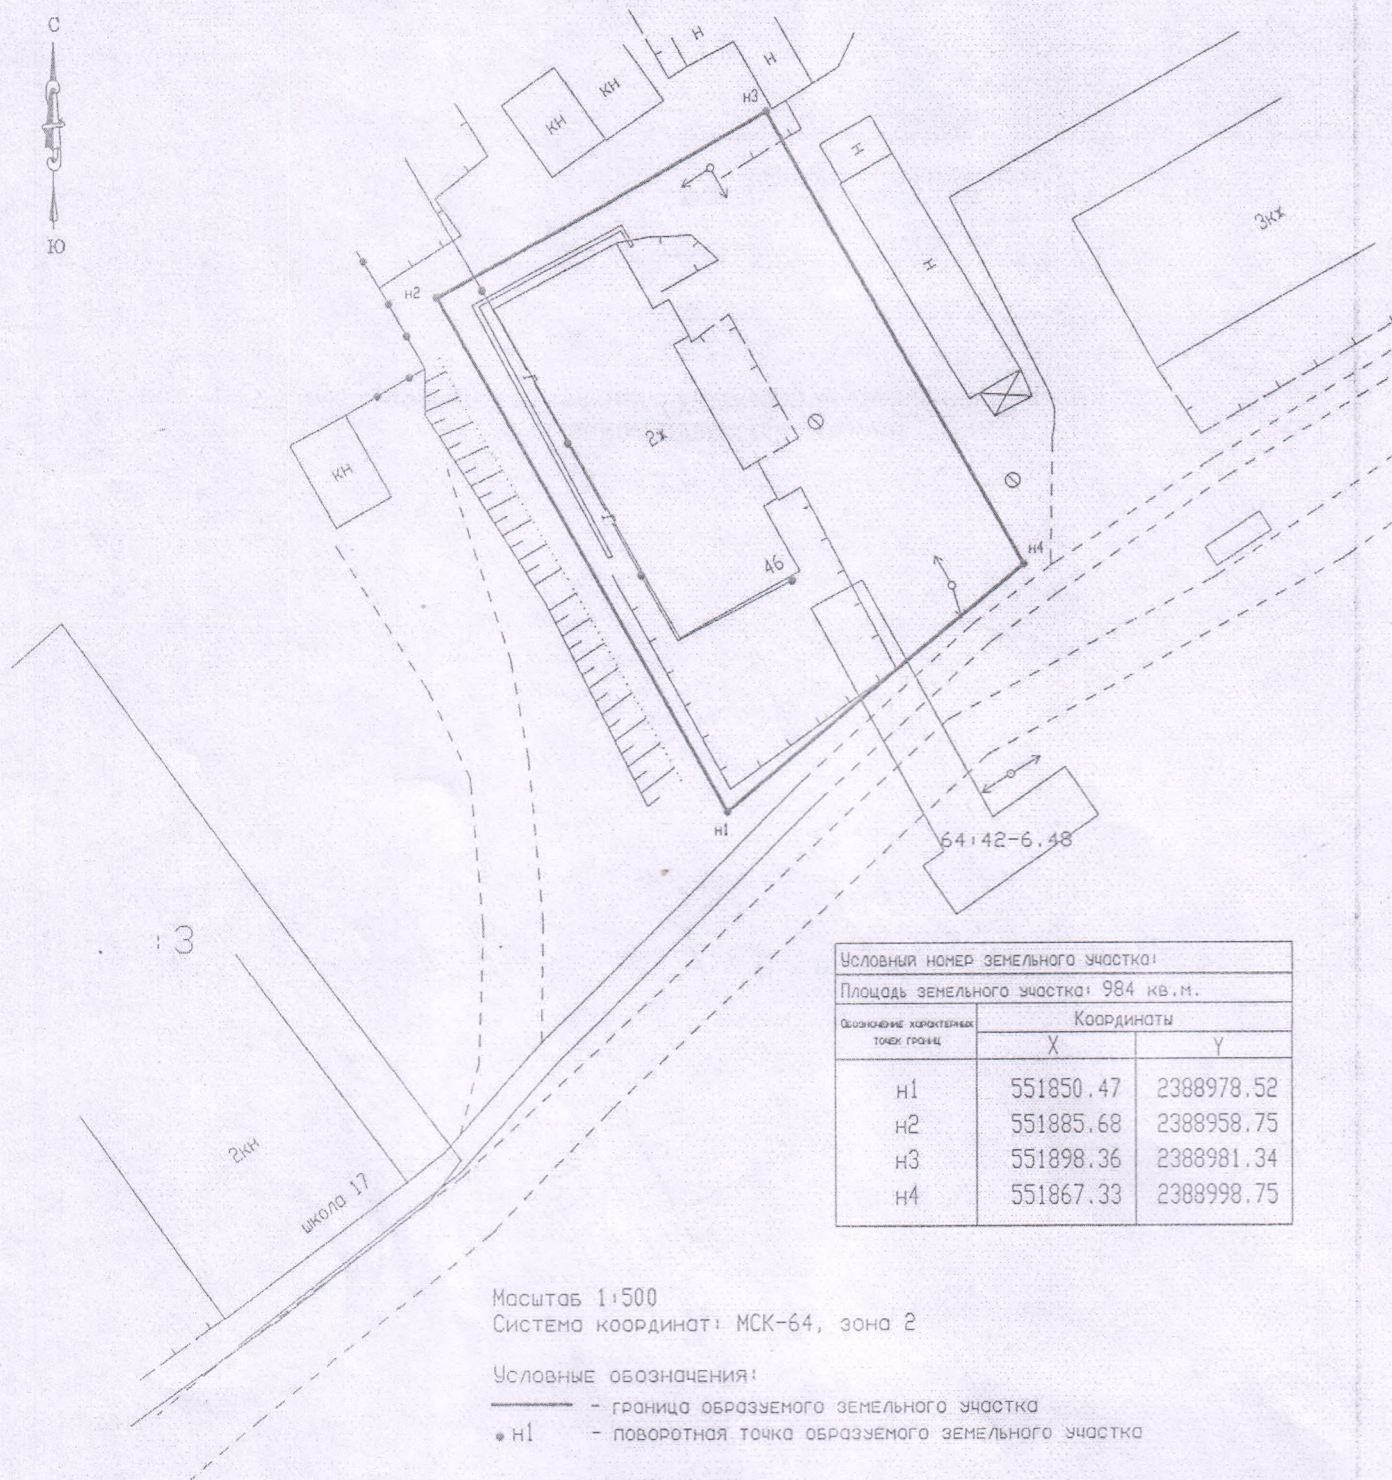 С
Ю
Н
Н
КН
КН
н3
Н
Н
3кж
н2
2ж
КН
46
н4
н1
64:42-6.48
:3
2кн
школа 17
Условный номер земельного участка:
Площадь земельного участка: 984 кв.м.
Обозначение характерных точек границ
Координаты
X Y
н1 551850.47 2388978.52
н2 551885.68 2388958.75
н3 551898.36 2388981.34
н4 551867.33 2388998.75
Масштаб 1:500
Система координат: МСК-64, зона 2
Условные обозначения:
- граница образуемого земельного участка
н1 - поворотная точка образуемого земельного участка